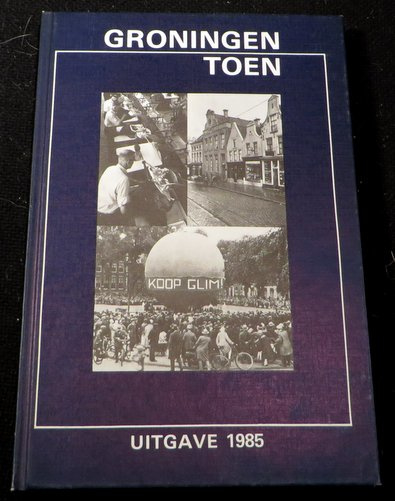 GRONINGEN
TOEN
KOOP GLIM!
UITGAVE 1985